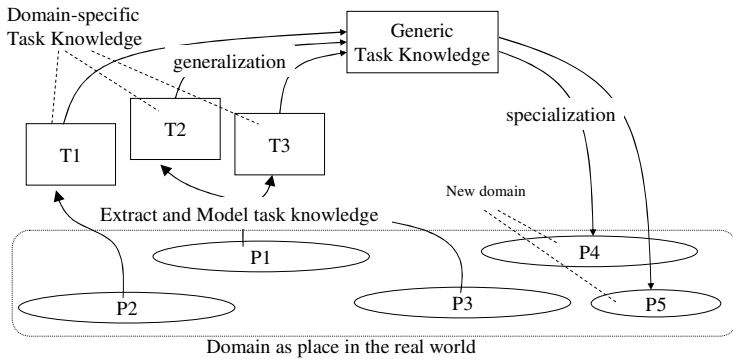 Domain-specific
Task Knowledge
Generic
Task Knowledge
generalization
specialization
T1
T2
T3
New domain
Extract and Model task knowledge
P1
P2
P3
P4
P5
Domain as place in the real world